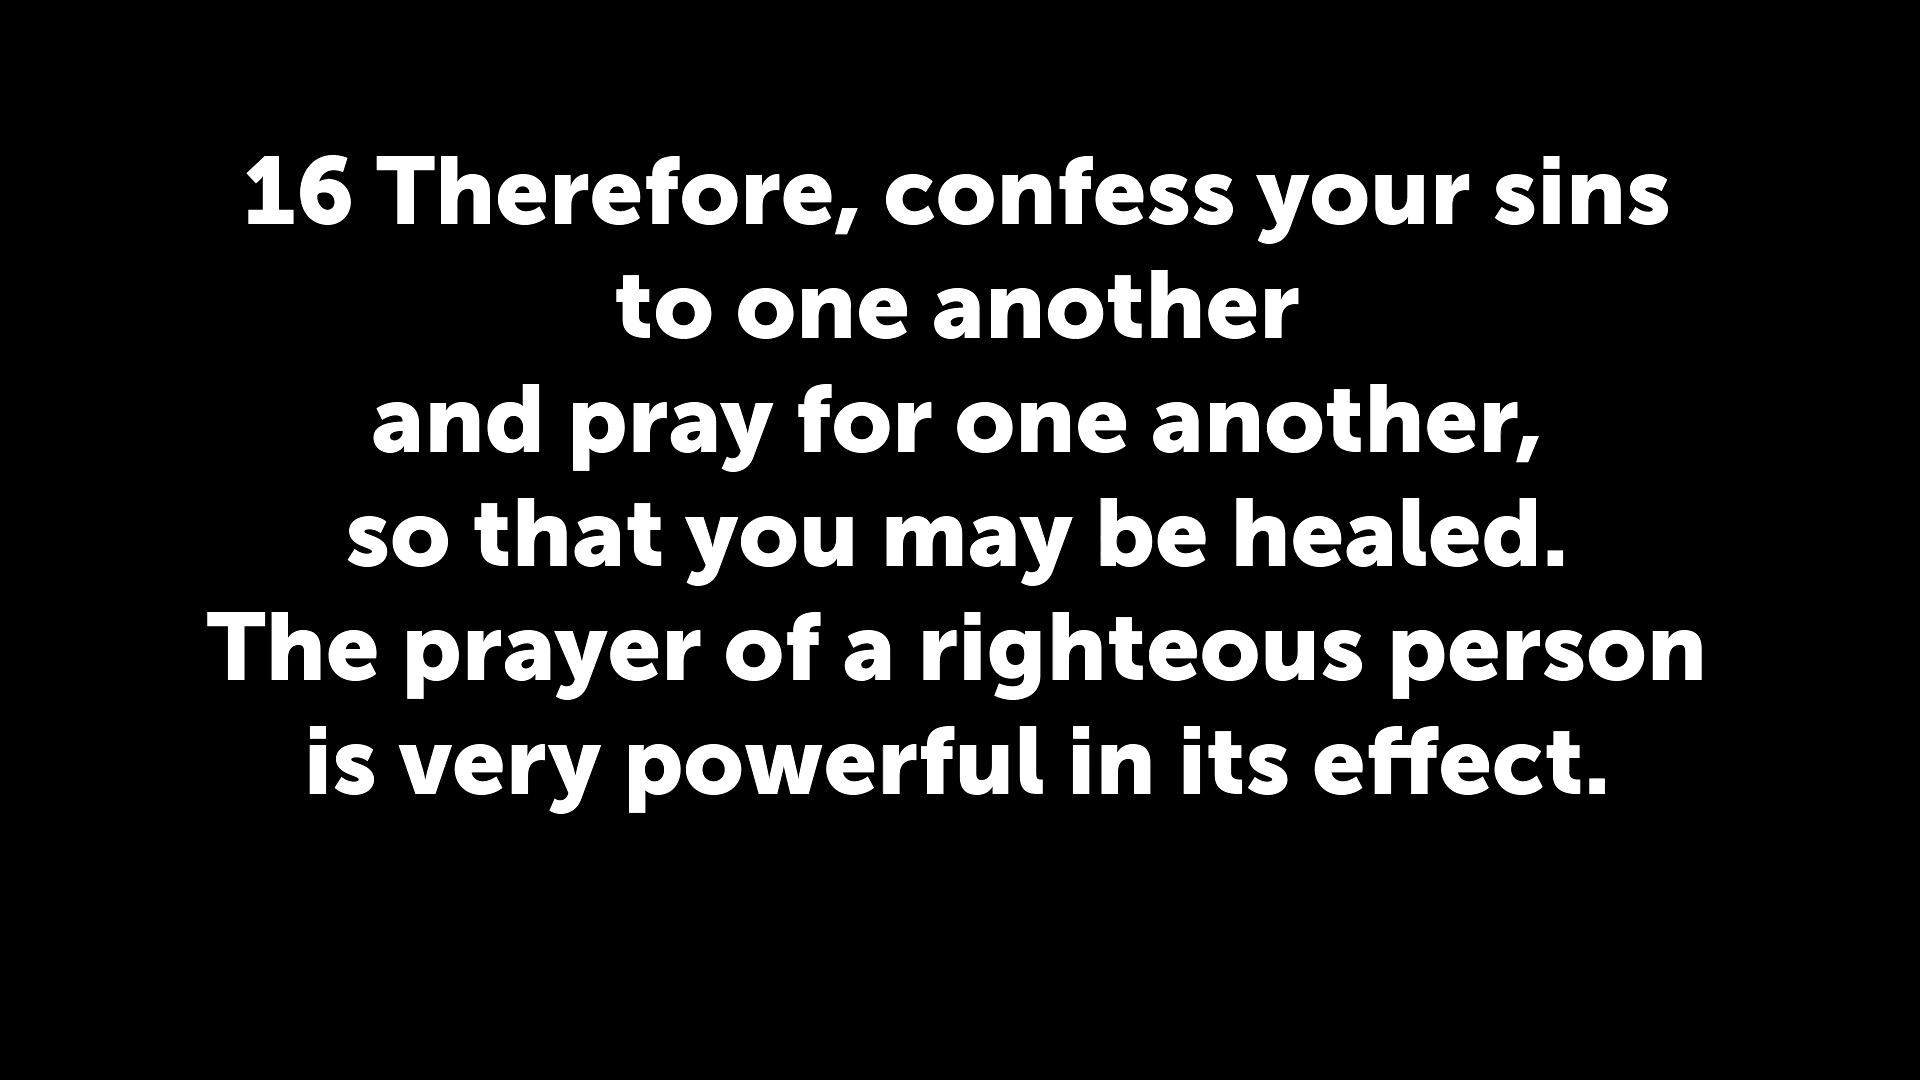 16 Therefore, confess your sins
to one another
and pray for one another,
so that you may be healed.
The prayer of a righteous person
is very powerful in its effect.